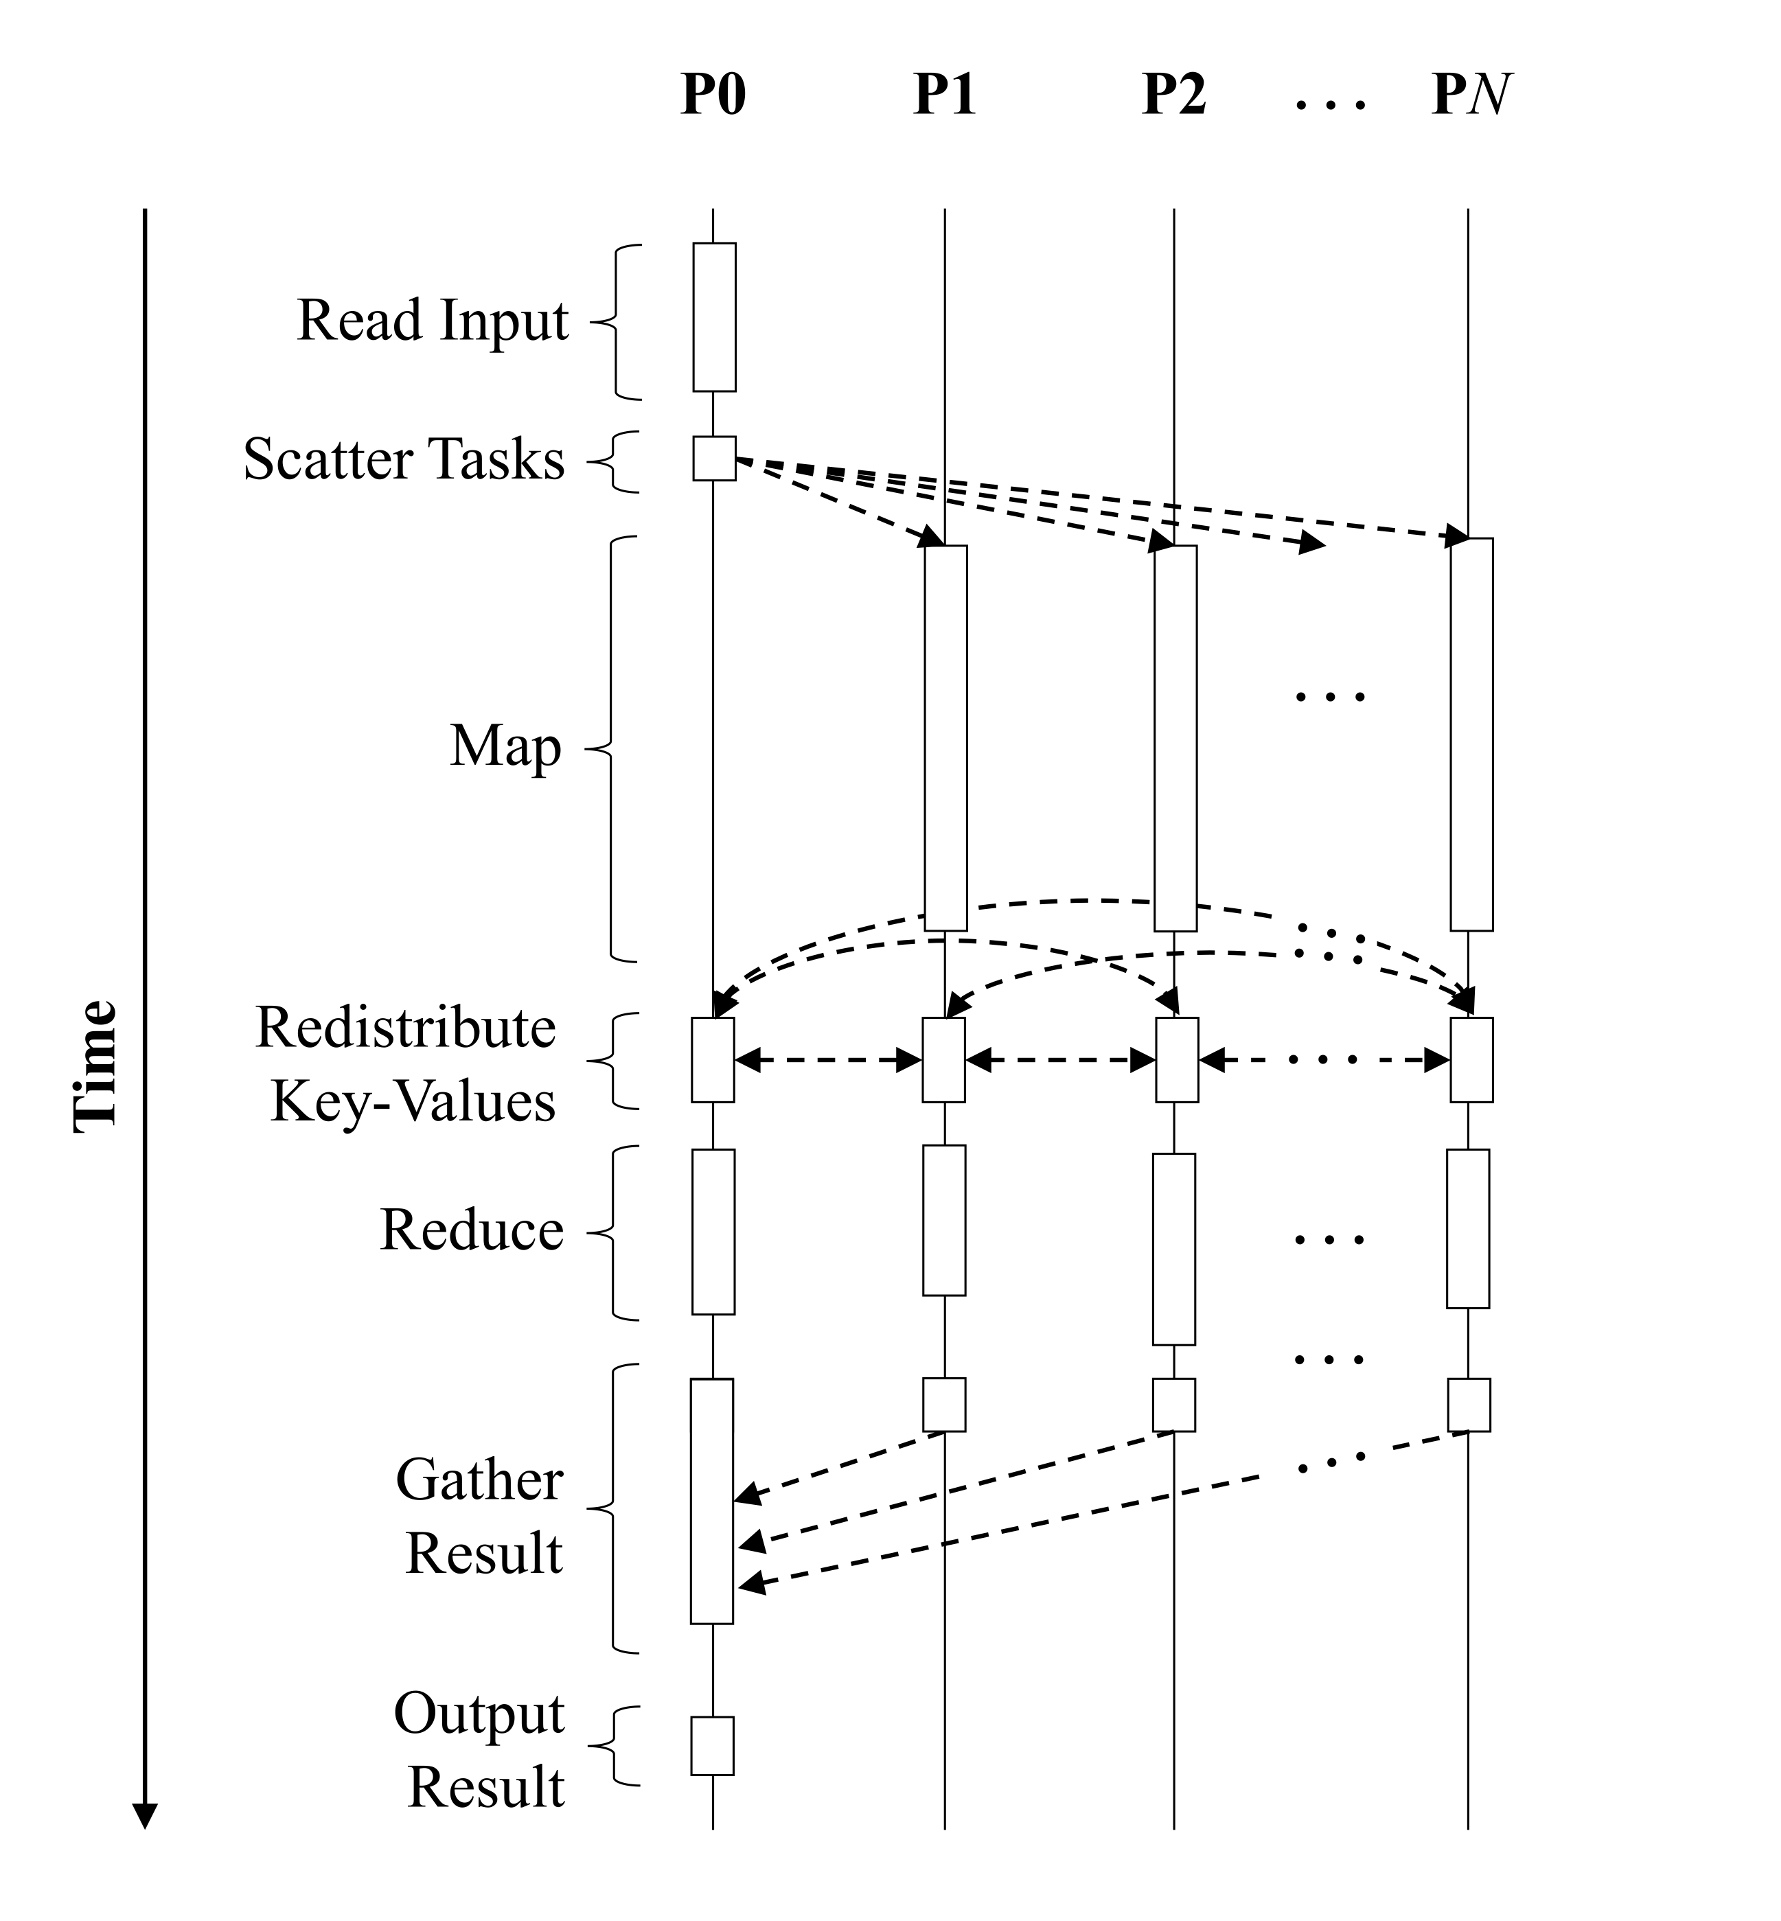 P0 P1 P2 . . . PN
Read Input
Scatter Tasks
. . .
Map
. . .
. . .
Redistribute
. . .
Key-Values
Reduce
. . .
. . .
Gather
. . .
Result
Output
Result
Time